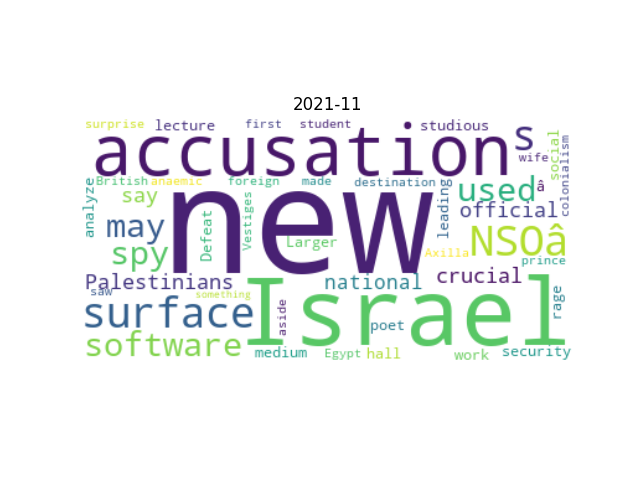 2021-11
surprise lecture first student studious s
accusation wife social colonialism
British anaemic foreign made destination
analyze say Defeat Vestiges new leading used â
may official
spy Larger Axilla NSOâ
Palestinians national crucial prince
saw something Israel
surface aside poet rage
software medium Egypt hall work security